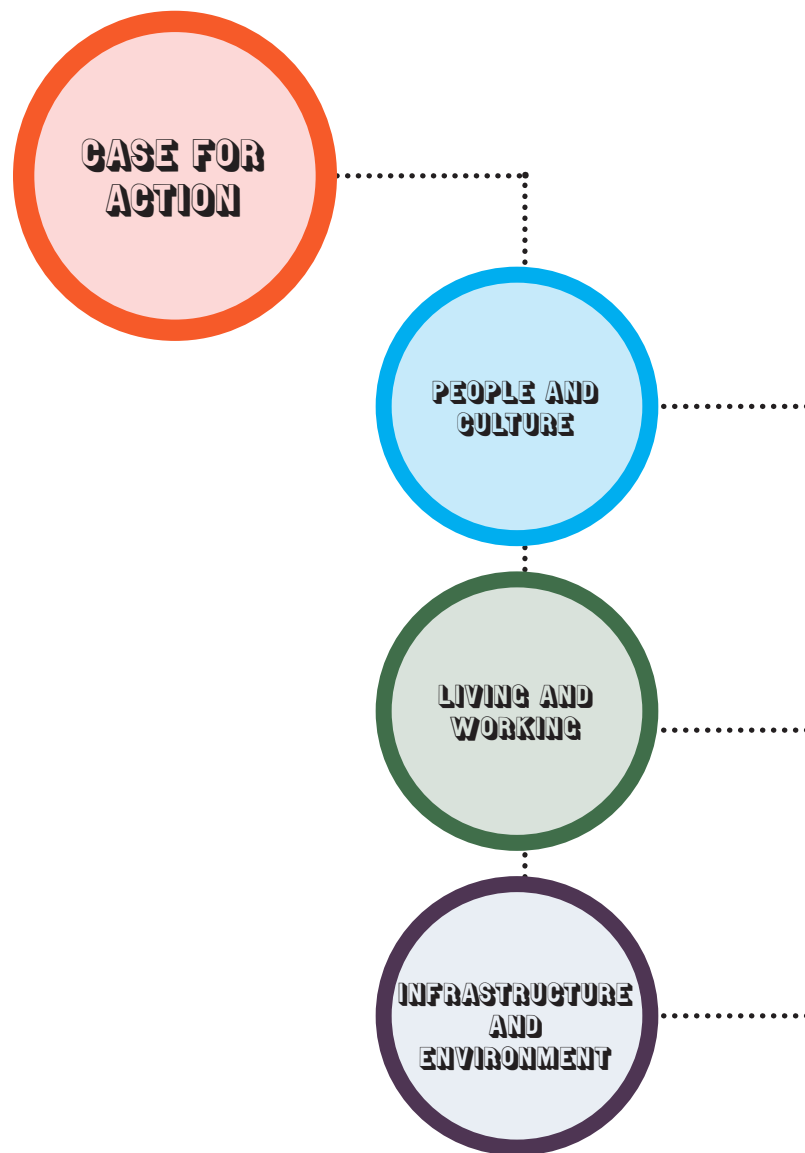 CASE FOR
ACTION
PEOPLE AND
CULTURE
LIVING AND
WORKING
INFRASTRUCTURE
AND
ENVIRONMENT